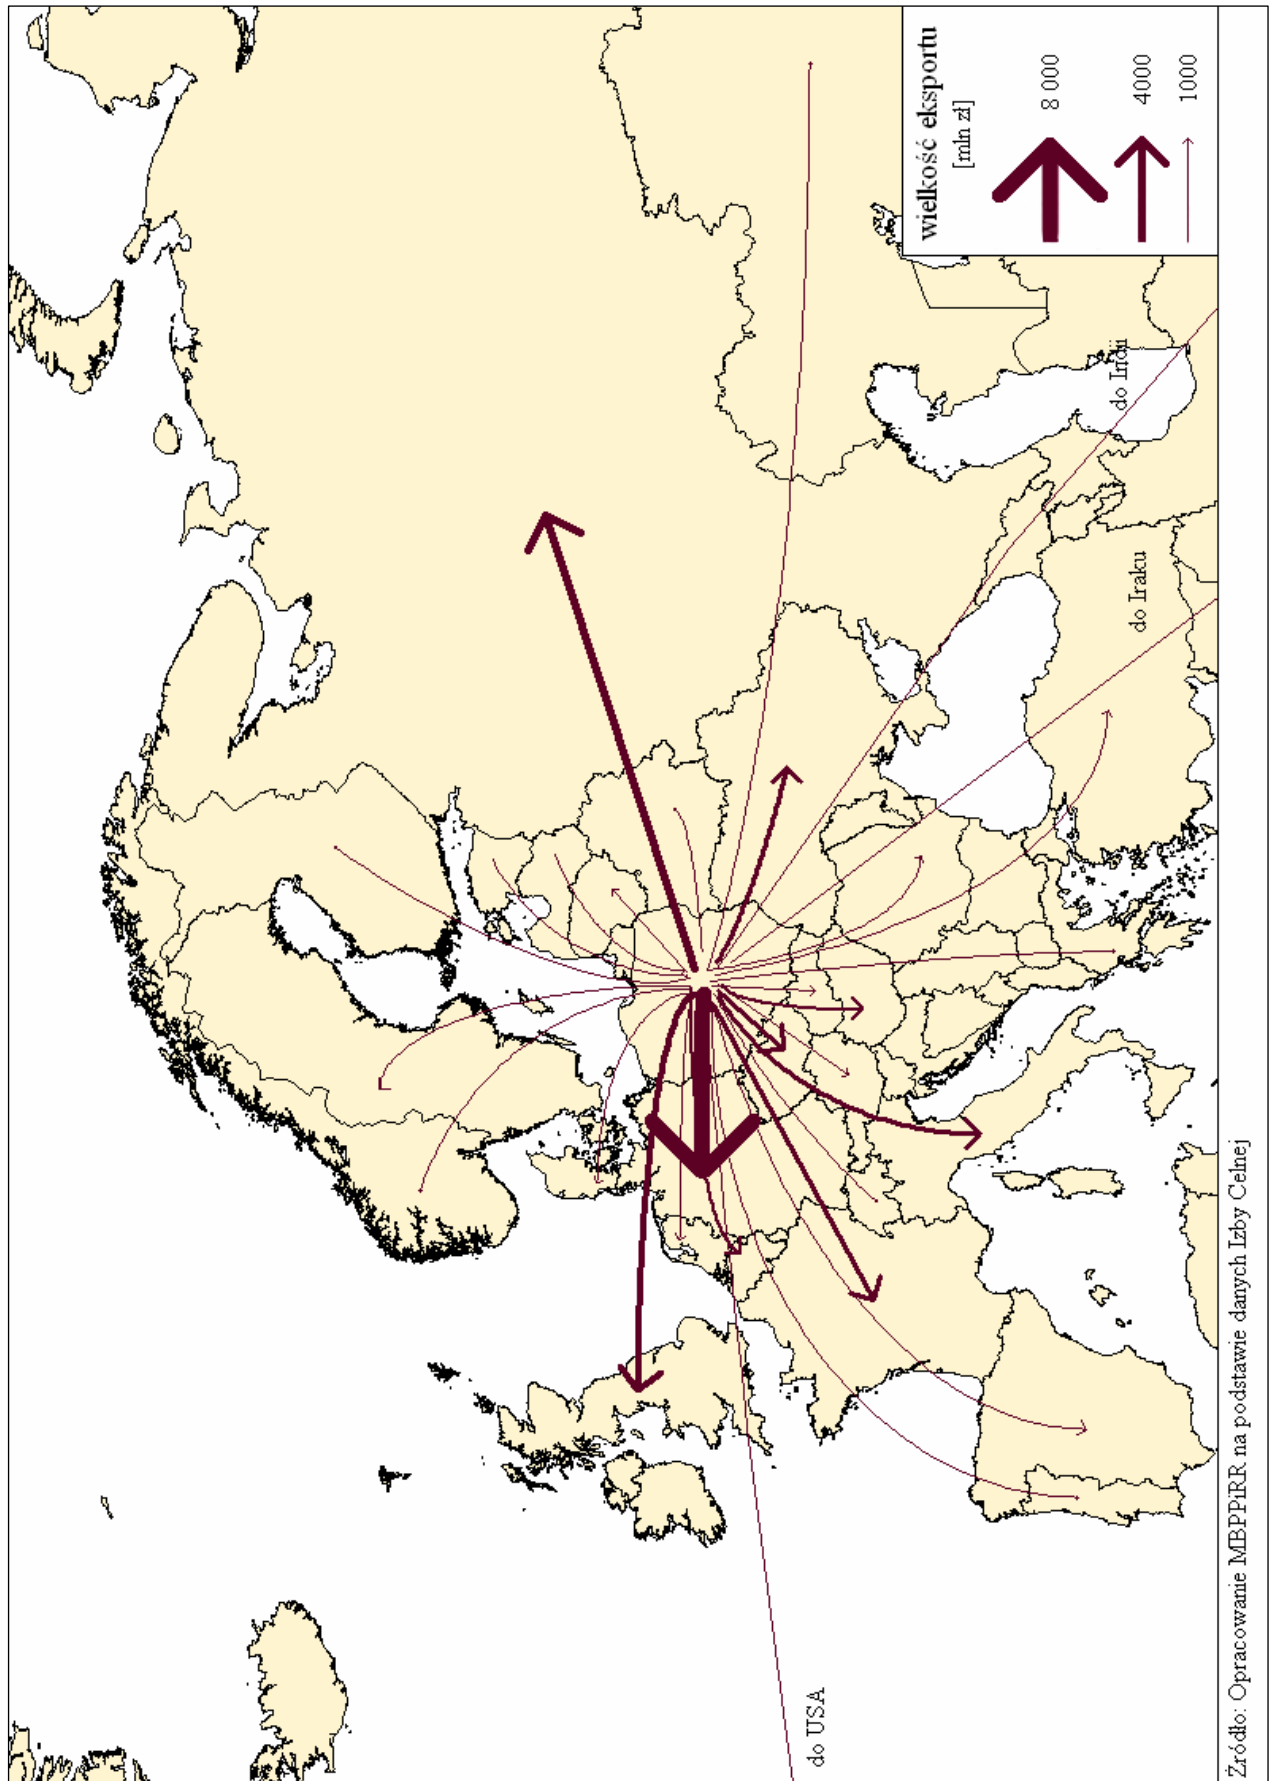 wielkość eksportu
[mln zł]
8 000
4000
1000
do Indii
do Iraku
do USA
Źródło: Opracowanie MBPPiRR na podstawie danych Izby Celnej